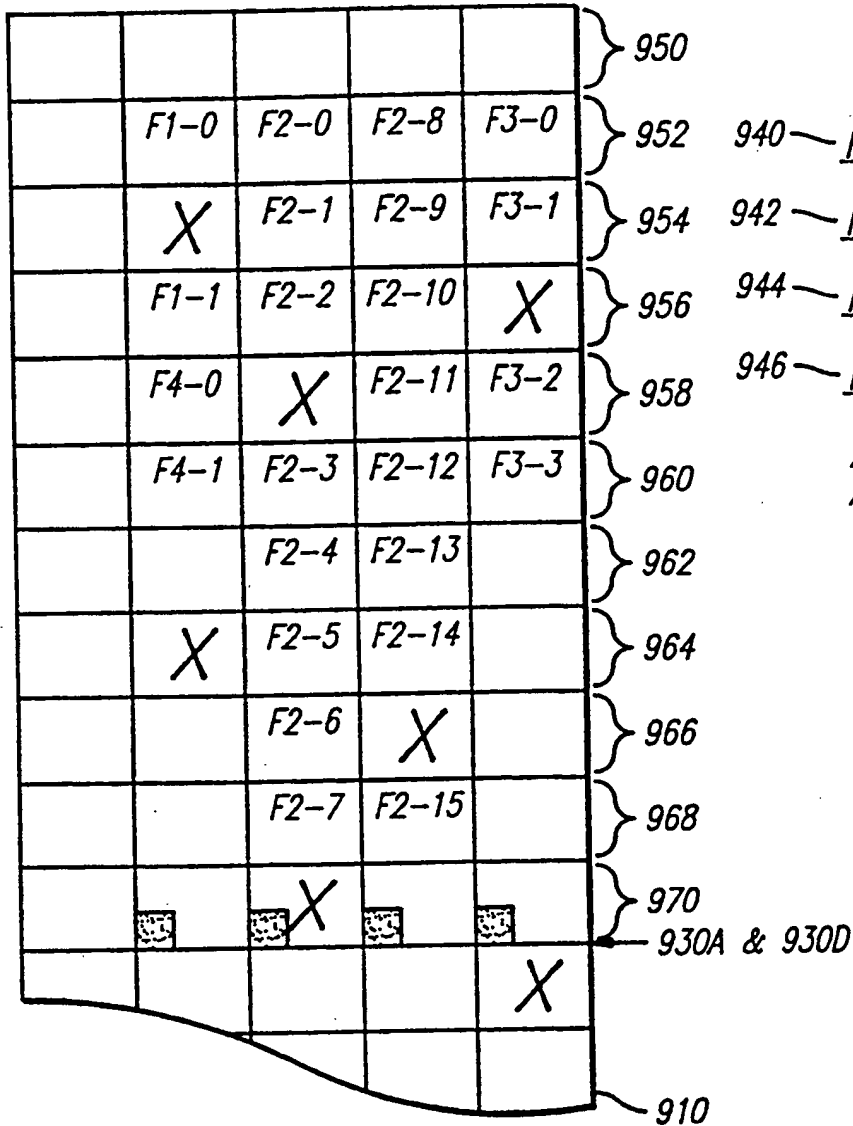 950
F1-0 F2-0 F2-8 F3-0 952 940
X F2-1 F2-9 F3-1 954 942
F1-1 F2-2 F2-10 X 956 944
F4-0 X F2-11 F3-2 958 946
F4-1 F2-3 F2-12 F3-3 960
F2-4 F2-13 962
X F2-5 F2-14 964
F2-6 X 966
F2-7 F2-15 968
X 970
930A & 930D
X
910